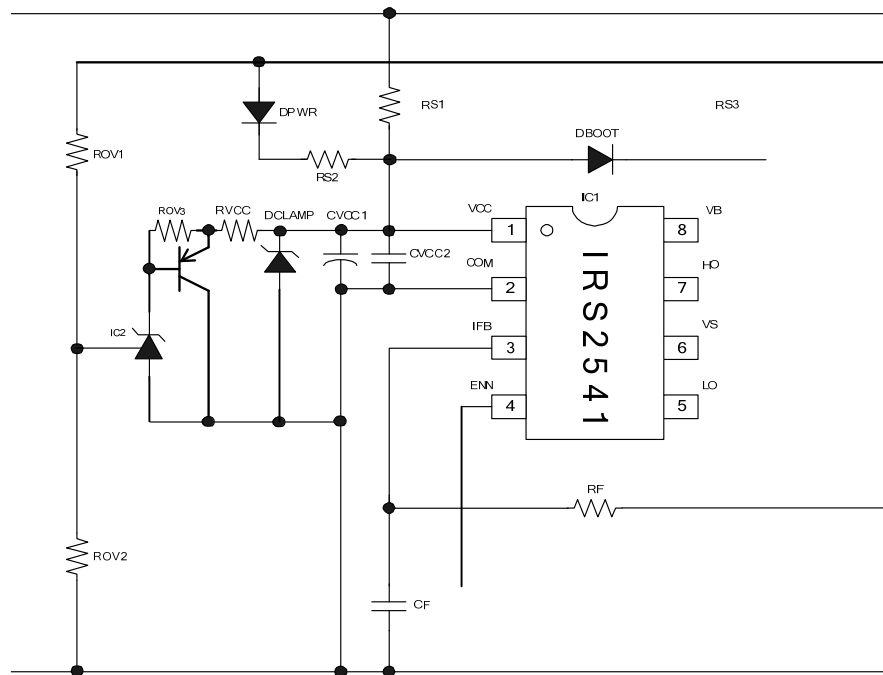 DPWR
RS1
RS3
DBOOT
ROV1
RS2
IC1
ROV3
RVCC
DCLAMP
CVCC1
VCC
1
8
VB
CVCC2
COM
2
7
HO
IC2
IFB
3
6
VS
ENN
4
5
LO
IRS2541
RF
ROV2
CF